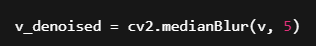 v_denoised = cv2.medianBlur(v, 5)